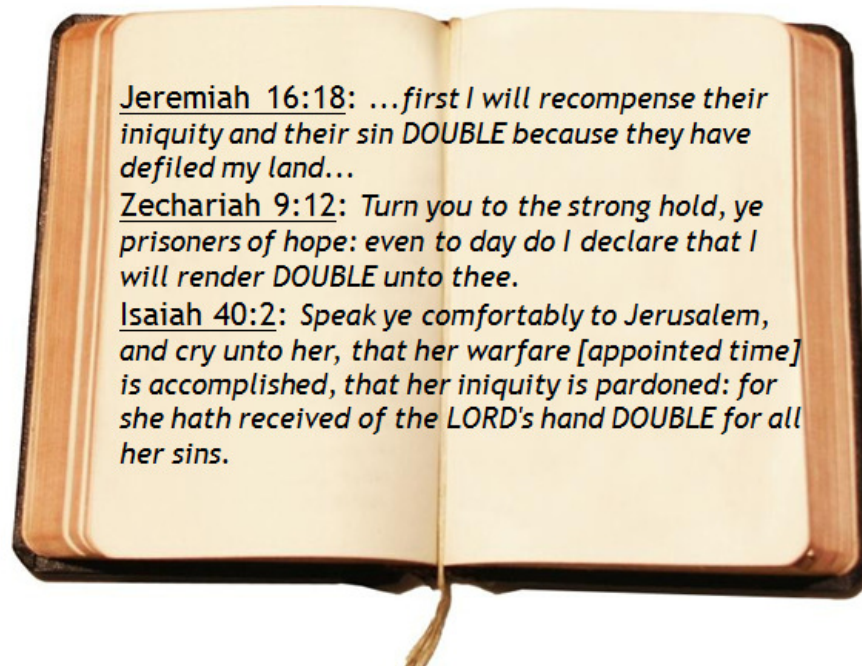 Jeremiah 16:18: ...first I will recompense their
iniquity and their sin DOUBLE because they have
defiled my land...
Zechariah 9:12: Turn you to the strong hold, ye
prisoners of hope: even to day do I declare that I
will render DOUBLE unto thee.
Isaiah 40:2: Speak ye comfortably to Jerusalem,
and cry unto her, that her warfare [appointed time]
is accomplished, that her iniquity is pardoned: for
she hath received of the LORD's hand DOUBLE for all
her sins.